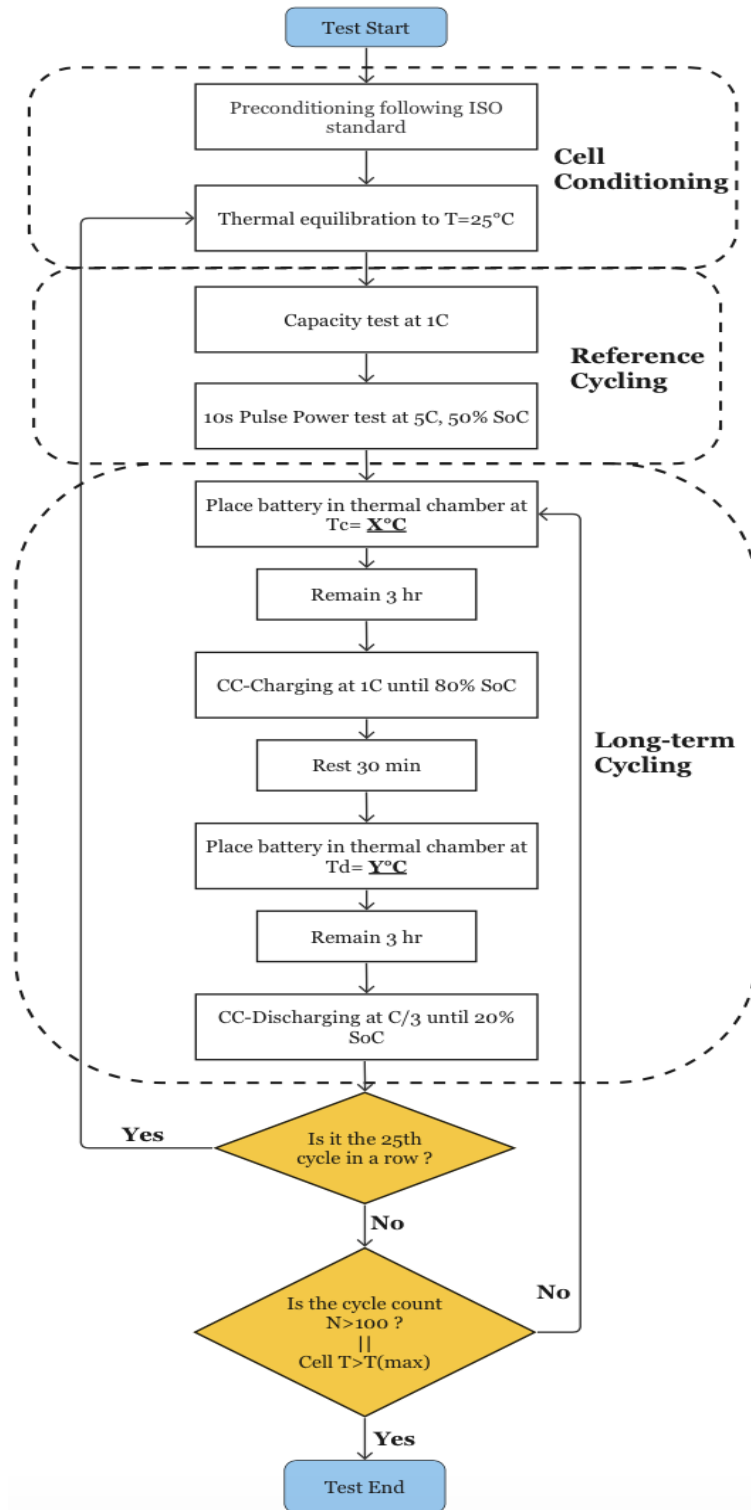 Test Start
Preconditioning following ISO
standard
Cell
Conditioning
Thermal equilibration to T=25°C
Capacity test at 1C
Reference
Cycling
10s Pulse Power test at 5C, 50% SoC
Place battery in thermal chamber at
Tc= X°C
Remain 3 hr
CC-Charging at 1C until 80% SoC
Long-term
Cycling
Rest 30 min
Place battery in thermal chamber at
Td= Y°C
Remain 3 hr
CC-Discharging at C/3 until 20%
SoC
Yes
Is it the 25th
cycle in a row ?
No
Is the cycle count
N>100 ?
||
Cell T>T(max)
No
Yes
Test End